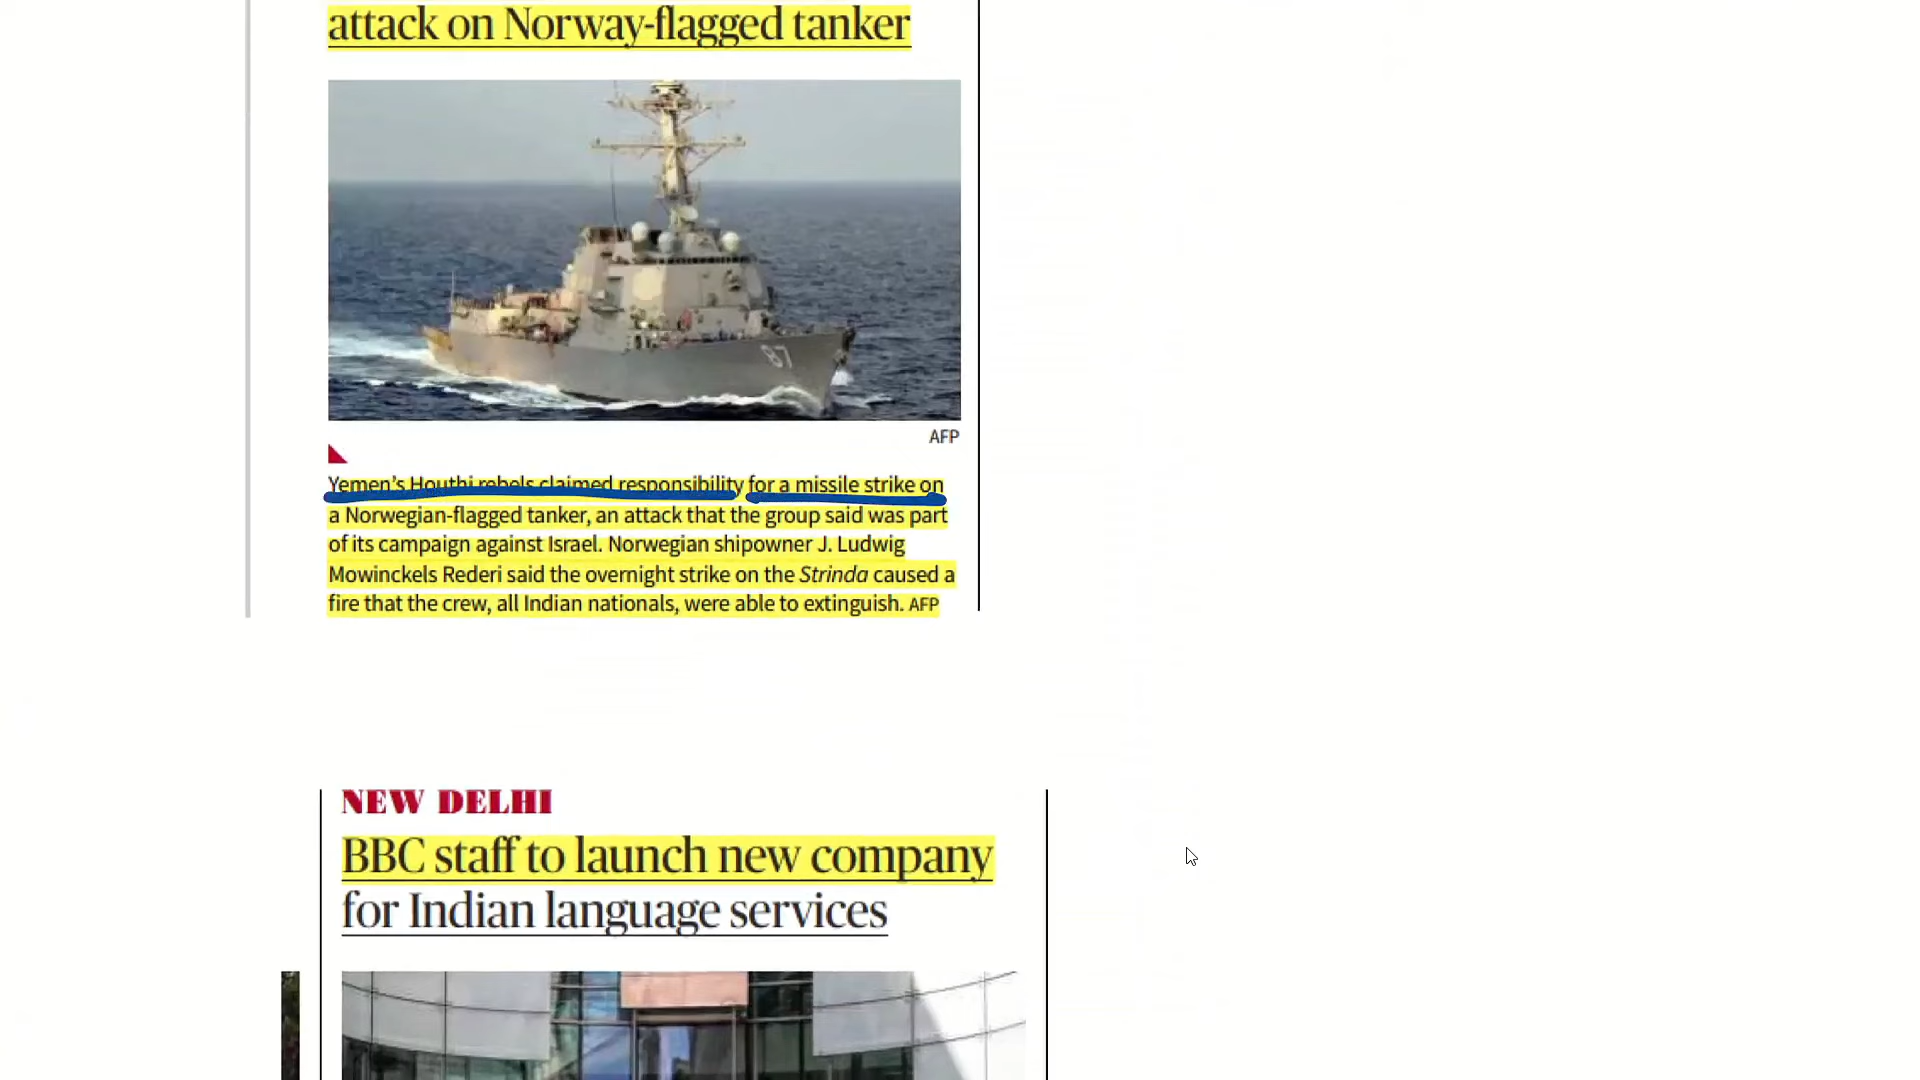 attack on Norway-flagged tanker
87
AFP
Yemen's Houthi rebels claimed responsibility for a missile strike on
a Norwegian-flagged tanker, an attack that the group said was part
of its campaign against Israel. Norwegian shipowner J. Ludwig
Mowinckels Rederi said the overnight strike on the Strinda caused a
fire that the crew, all Indian nationals, were able to extinguish. AFP
NEW DELHI
BBC staff to launch new company
for Indian language services